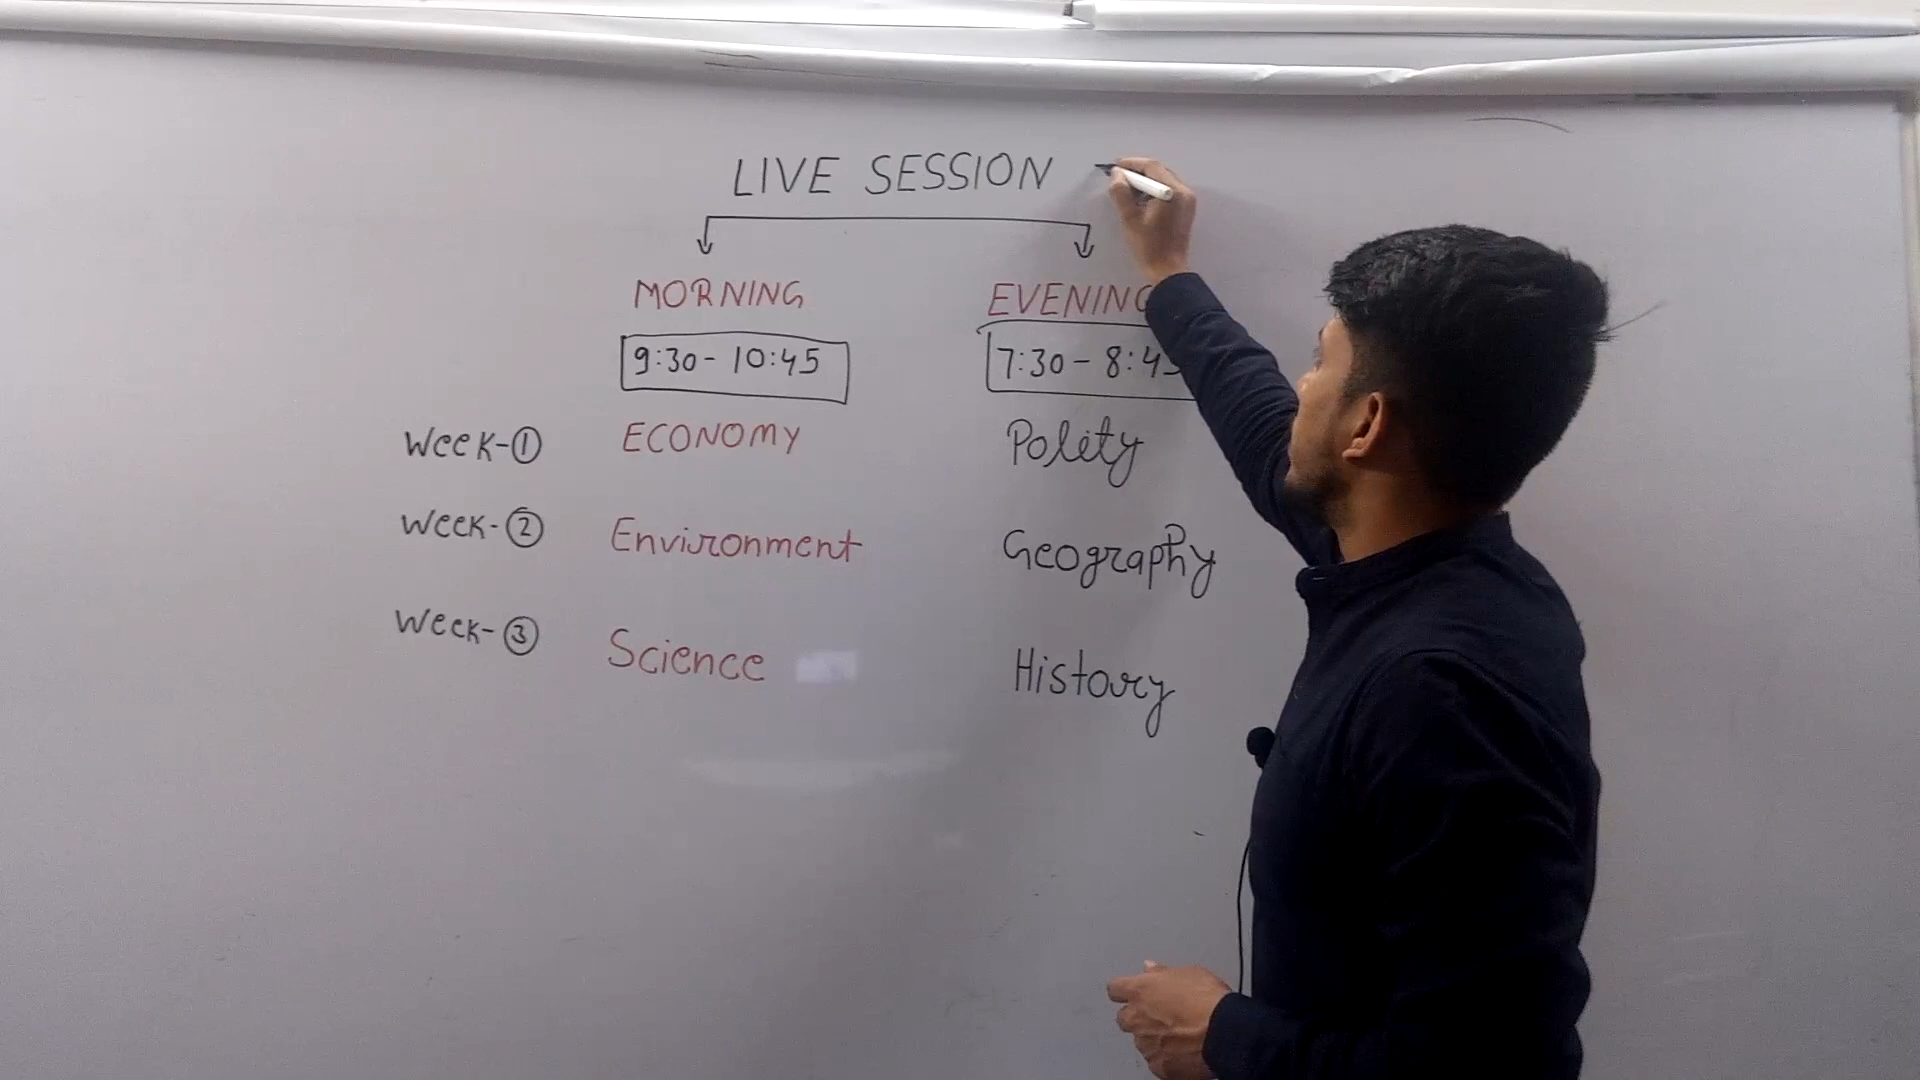 LIVE SESSION
MORNING EVENING
9:30 - 10:45 7:30 - 8:45
Week-① ECONOMY Polity
Week-② Environment Geography
Week-③ Science History